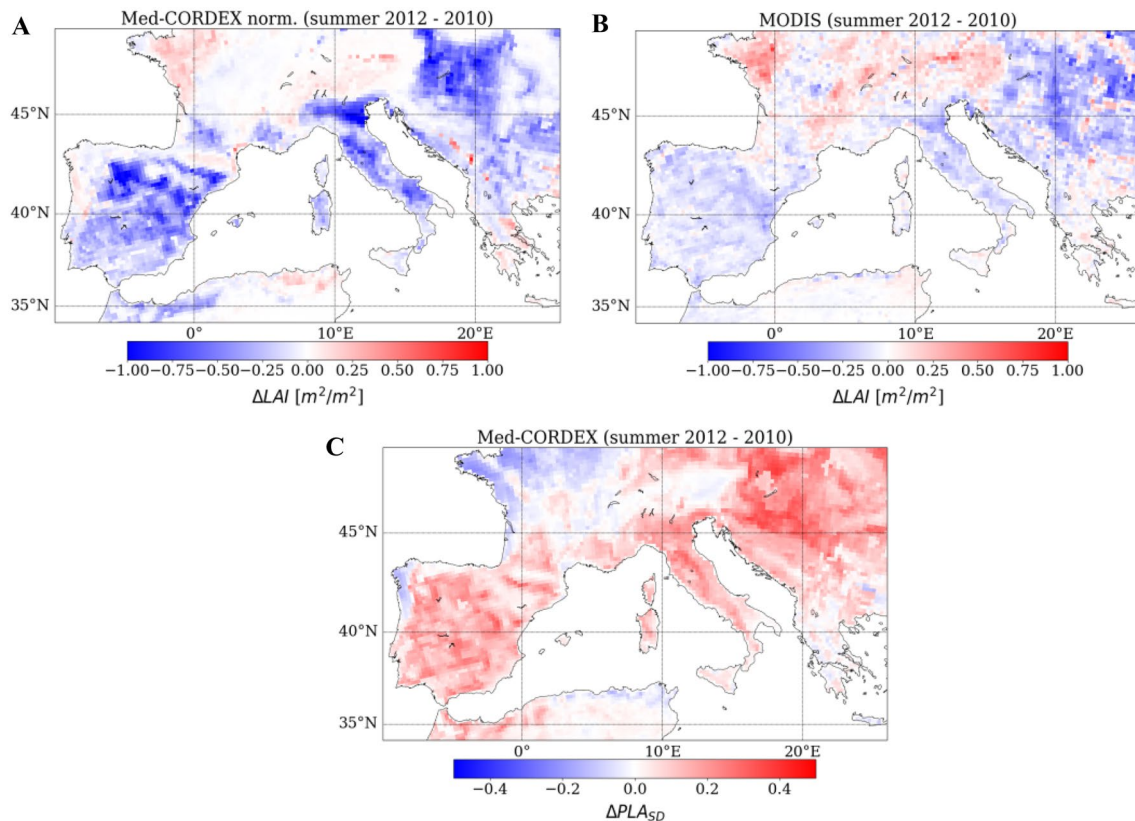 A
Med-CORDEX norm. (summer 2012 - 2010)
45°N
40°N
35°N
0°
10°E
20°E
−1.00 −0.75 −0.50 −0.25 0.00 0.25 0.50 0.75 1.00
ΔLAI [m²/m²]
B
MODIS (summer 2012 - 2010)
45°N
40°N
35°N
0°
10°E
20°E
−1.00 −0.75 −0.50 −0.25 0.00 0.25 0.50 0.75 1.00
ΔLAI [m²/m²]
C
Med-CORDEX (summer 2012 - 2010)
45°N
40°N
35°N
0°
10°E
20°E
−0.4 −0.2 0.0 0.2 0.4
ΔPLA_SD